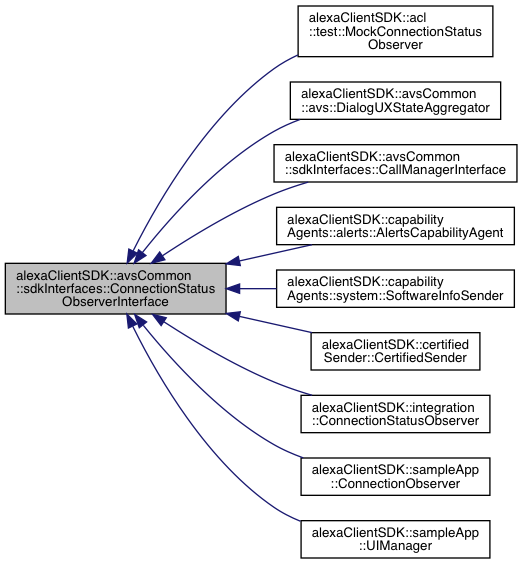 alexaClientSDK::acl
::test::MockConnectionStatus
Observer
alexaClientSDK::avsCommon
::avs::DialogUXStateAggregator
alexaClientSDK::avsCommon
::sdkInterfaces::CallManagerInterface
alexaClientSDK::capability
Agents::alerts::AlertsCapabilityAgent
alexaClientSDK::avsCommon
::sdkInterfaces::ConnectionStatus
ObserverInterface
alexaClientSDK::capability
Agents::system::SoftwareInfoSender
alexaClientSDK::certified
Sender::CertifiedSender
alexaClientSDK::integration
::ConnectionStatusObserver
alexaClientSDK::sampleApp
::ConnectionObserver
alexaClientSDK::sampleApp
::UIManager